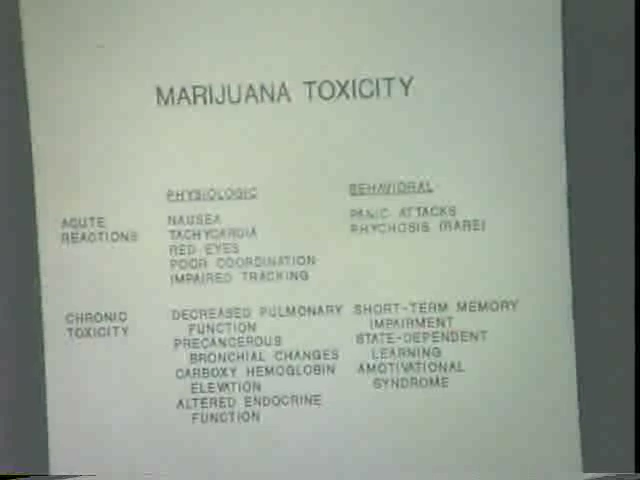 MARIJUANA TOXICITY
PHYSIOLOGIC BEHAVIORAL
ACUTE REACTIONS
NAUSEA
TACHYCARDIA
RED EYES
POOR COORDINATION
IMPAIRED TRACKING
PANIC ATTACKS
PHYCHOSIS (RARE)
CHRONIC TOXICITY
DECREASED PULMONARY
FUNCTION
PRECANCEROUS
BRONCHIAL CHANGES
CARBOXY HEMOGLOBIN
ELEVATION
ALTERED ENDOCRINE
FUNCTION
SHORT-TERM MEMORY
IMPAIRMENT
STATE-DEPENDENT
LEARNING
AMOTIVATIONAL
SYNDROME